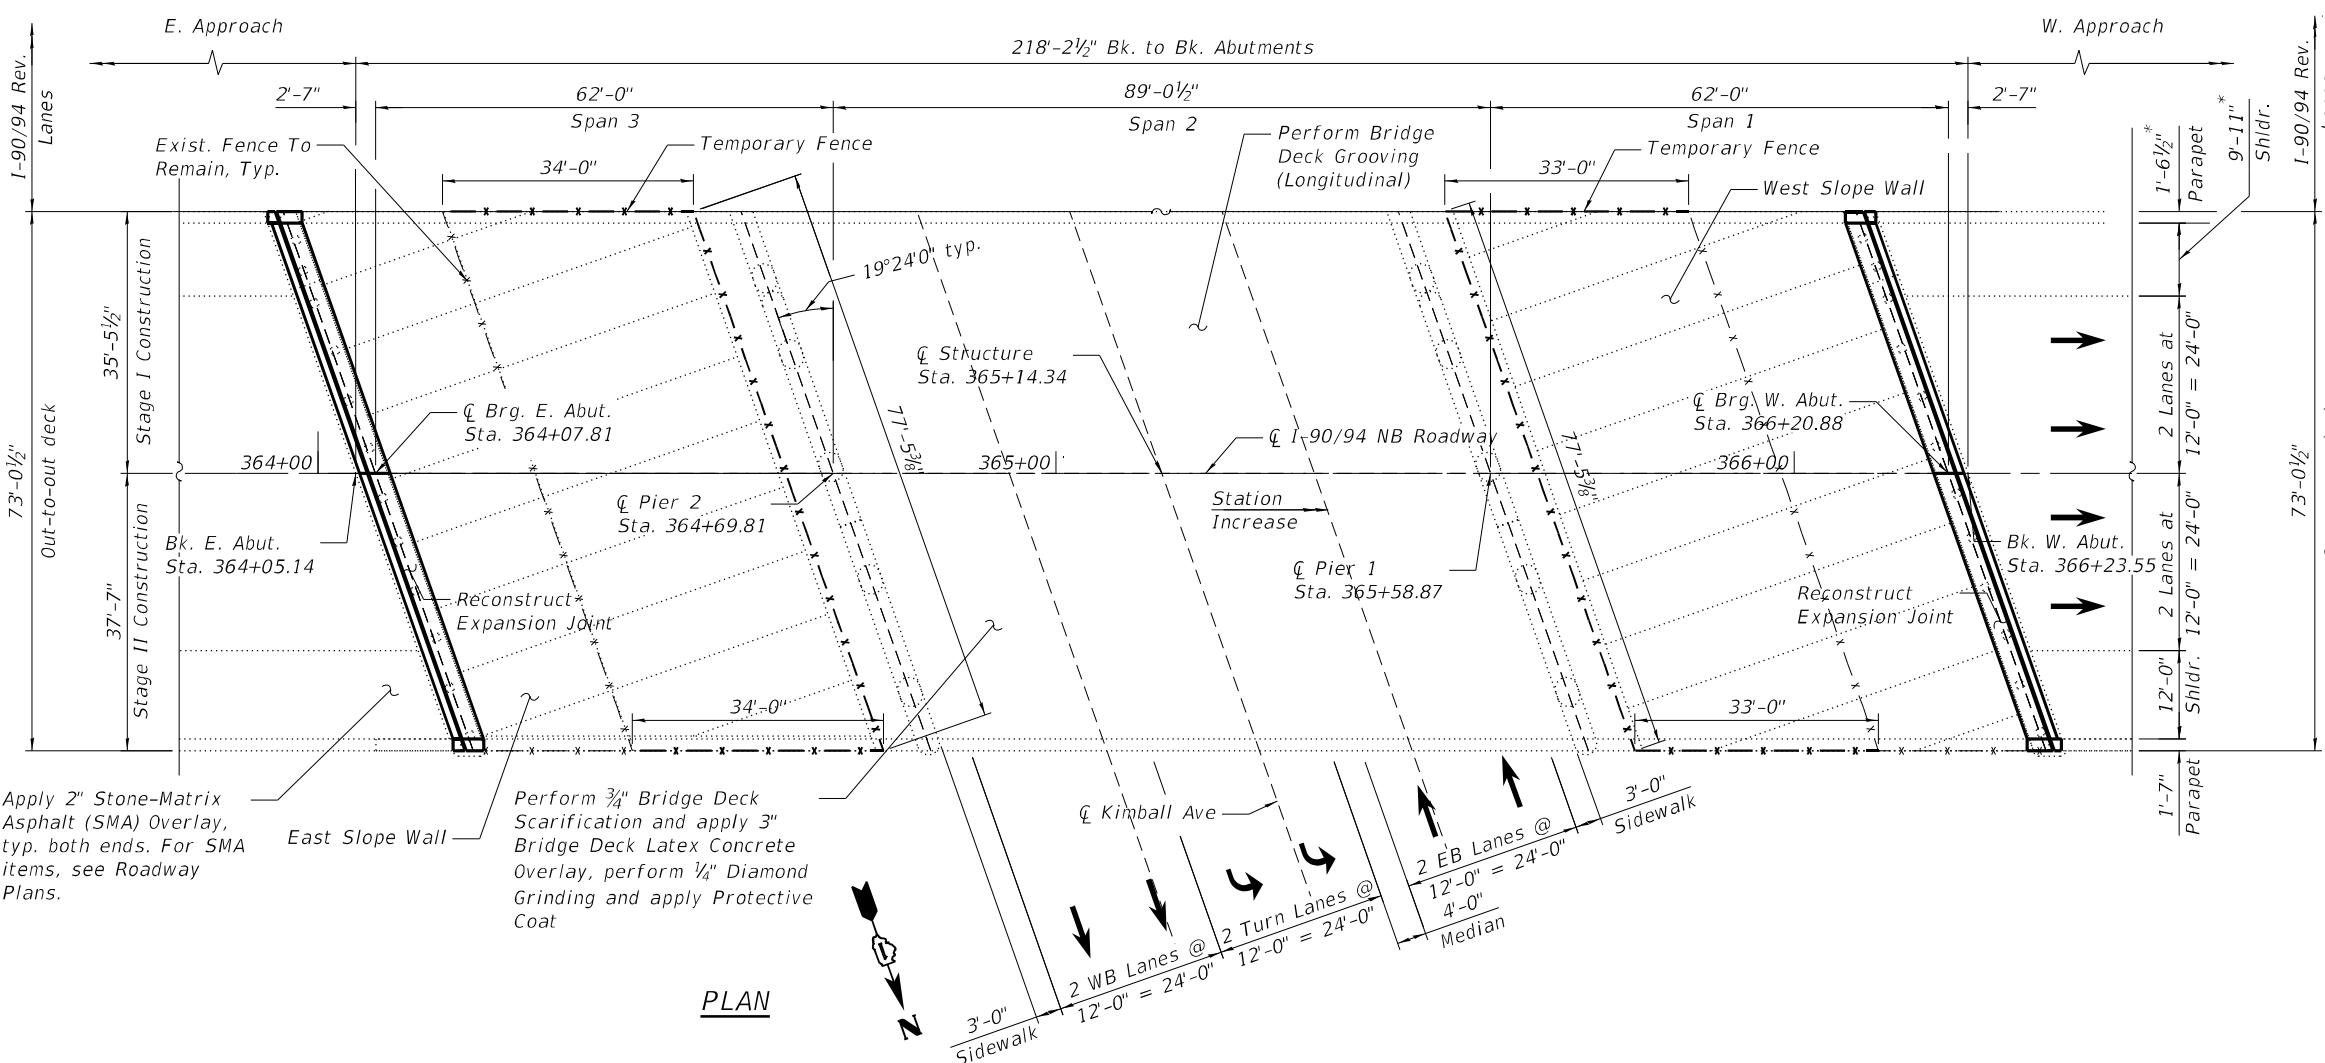 E. Approach
W. Approach
218'-2½" Bk. to Bk. Abutments
I-90/94 Rev.
Lanes
2'-7"
62'-0"
Span 3
89'-0½"
Span 2
62'-0"
Span 1
2'-7"
1'-6½"*
Parapet
9'-11"*
Shldr.
I-90/94 Rev.
Exist. Fence To
Remain, Typ.
34'-0"
Temporary Fence
Perform Bridge
Deck Grooving
(Longitudinal)
33'-0"
Temporary Fence
West Slope Wall
19°24'0" typ.
35'-5½"
Stage I Construction
73'-0½"
Out-to-out deck
37'-7"
Stage II Construction
℄ Structure
Sta. 365+14.34
℄ Brg. E. Abut.
Sta. 364+07.81
77'-5⅜"
℄ I-90/94 NB Roadway
77'-5⅜"
℄ Brg. W. Abut.
Sta. 366+20.88
364+00
365+00
366+00
2 Lanes at
12'-0" = 24'-0"
2 Lanes at
12'-0" = 24'-0"
12'-0"
Shldr.
1'-7"
Parapet
73'-0½"
℄ Pier 2
Sta. 364+69.81
Station
Increase
Bk. E. Abut.
Sta. 364+05.14
℄ Pier 1
Sta. 365+58.87
Bk. W. Abut.
Sta. 366+23.55
Reconstruct
Expansion Joint
Reconstruct
Expansion Joint
34'-0"
33'-0"
Apply 2" Stone-Matrix
Asphalt (SMA) Overlay,
typ. both ends. For SMA
items, see Roadway
Plans.
East Slope Wall
Perform ¾" Bridge Deck
Scarification and apply 3"
Bridge Deck Latex Concrete
Overlay, perform ¼" Diamond
Grinding and apply Protective
Coat
℄ Kimball Ave
3'-0"
Sidewalk
2 EB Lanes @
12'-0" = 24'-0"
4'-0"
Median
2 Turn Lanes @
12'-0" = 24'-0"
2 WB Lanes @
12'-0" = 24'-0"
3'-0"
Sidewalk
N
PLAN